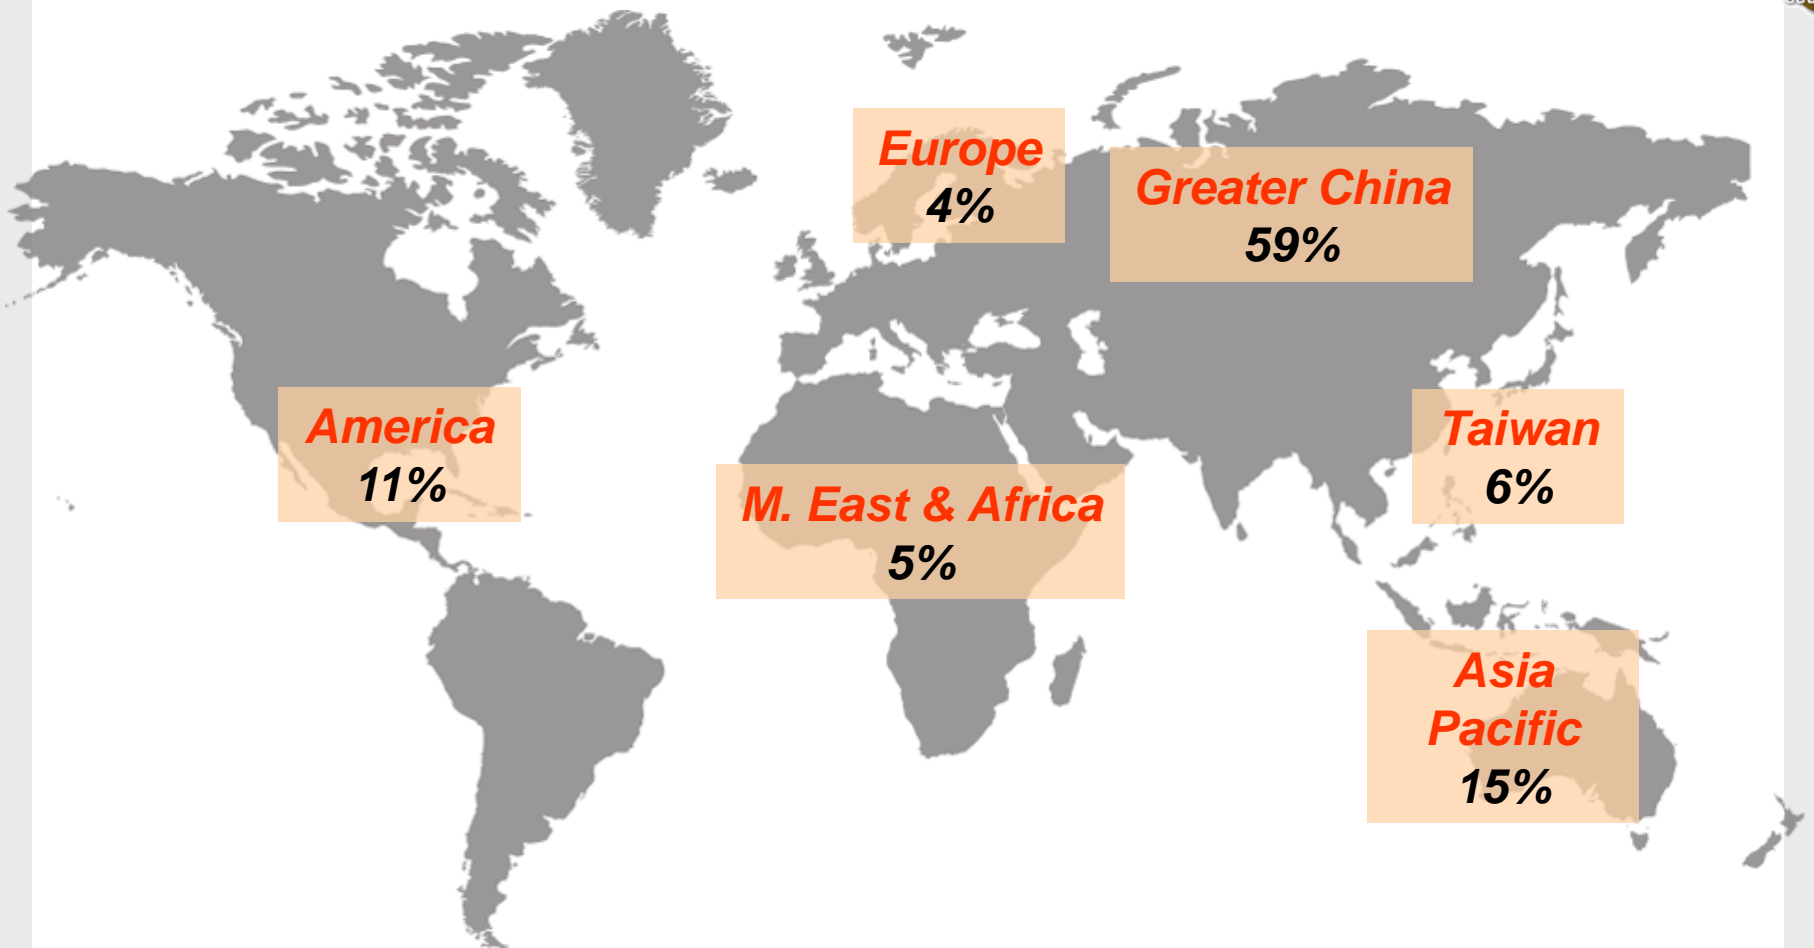 Europe
4%
Greater China
59%
America
11%
Taiwan
6%
M. East & Africa
5%
Asia
Pacific
15%